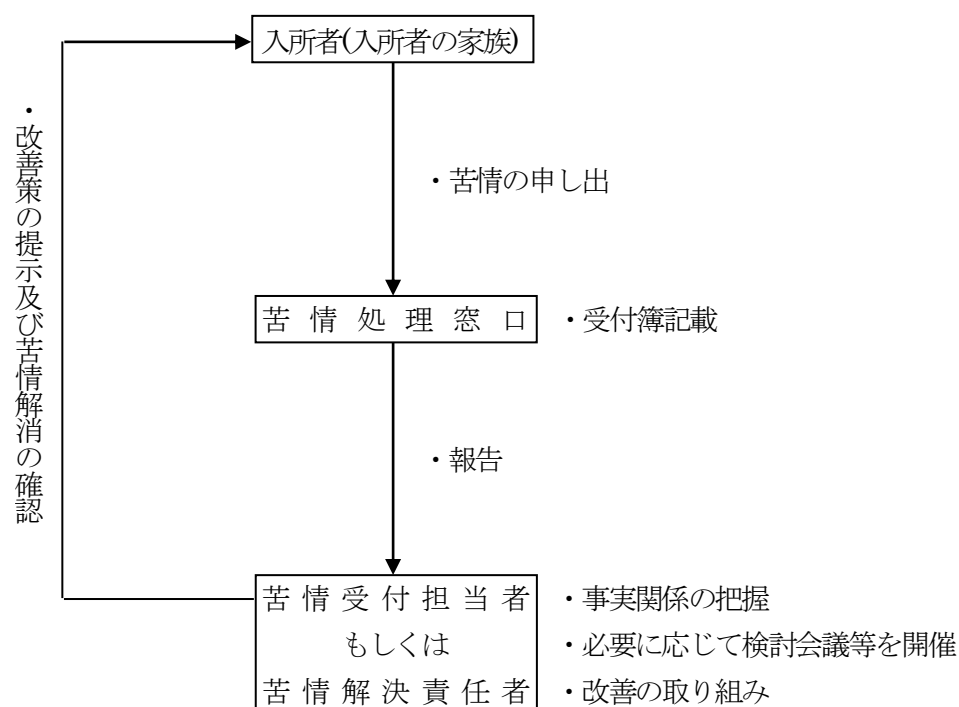 入所者(入所者の家族)
・苦情の申し出
苦情処理窓口
・受付簿記載
・報告
苦情受付担当者
もしくは
苦情解決責任者
・事実関係の把握
・必要に応じて検討会議等を開催
・改善の取り組み
・改善策の提示及び苦情解消の確認